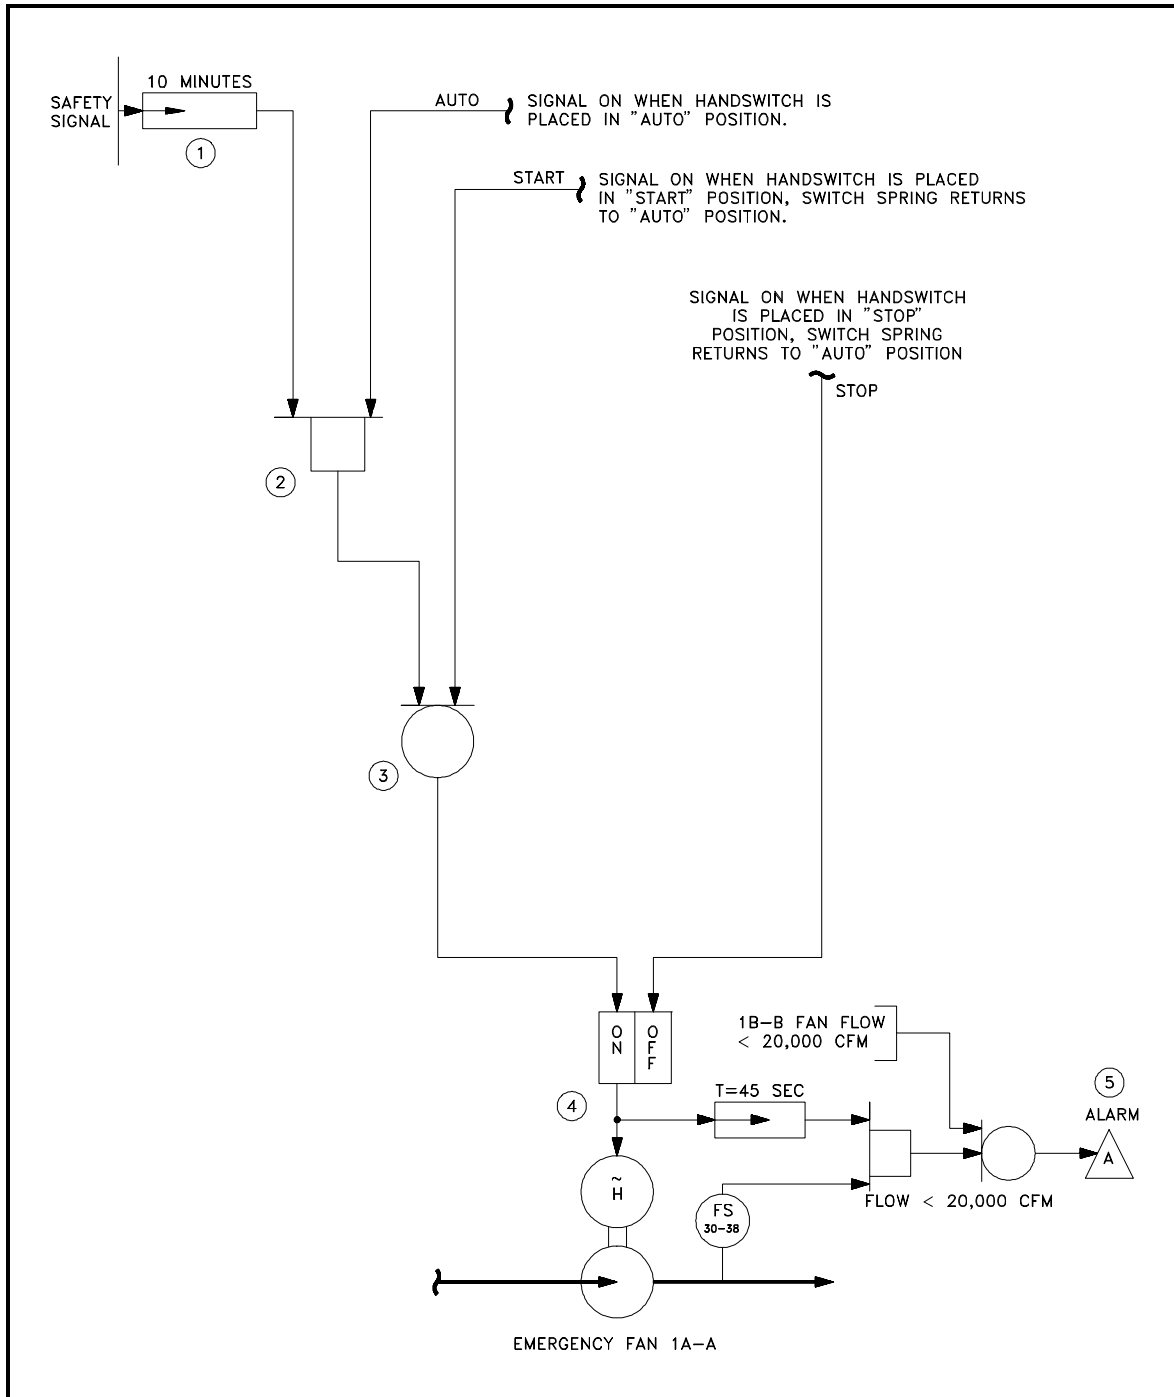 10 MINUTES
SAFETY
SIGNAL
1
AUTO
SIGNAL ON WHEN HANDSWITCH IS
PLACED IN "AUTO" POSITION.
START
SIGNAL ON WHEN HANDSWITCH IS PLACED
IN "START" POSITION, SWITCH SPRING RETURNS
TO "AUTO" POSITION.
SIGNAL ON WHEN HANDSWITCH
IS PLACED IN "STOP"
POSITION, SWITCH SPRING
RETURNS TO "AUTO" POSITION
STOP
2
3
ON
OFF
4
1B-B FAN FLOW
< 20,000 CFM
T=45 SEC
5
ALARM
A
~
H
FS
30-38
FLOW < 20,000 CFM
EMERGENCY FAN 1A-A